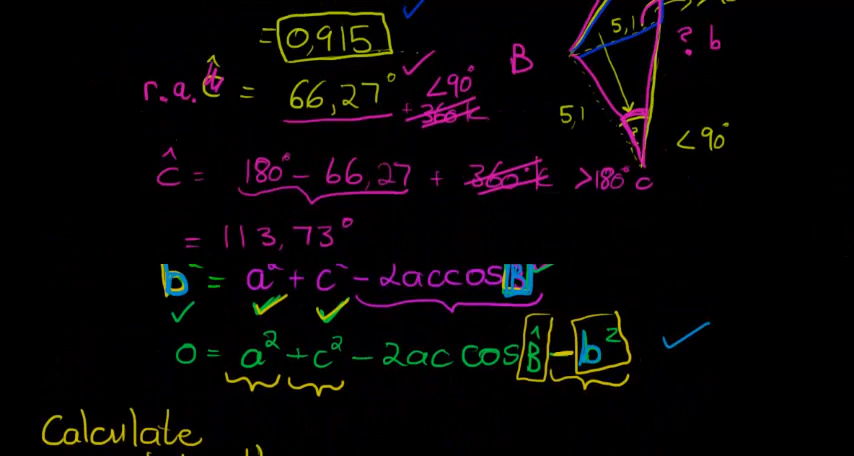 = 0,915
B
5,1
? b
r.a. Ĉ = 66,27° <90°
+ 360°k
5,1
<90°
Ĉ = 180° - 66,27 + 360°k >180° C
= 113,73°
b² = a² + c² - 2ac cos B
0 = a² + c² - 2ac cos B̂ - b²
Calculate